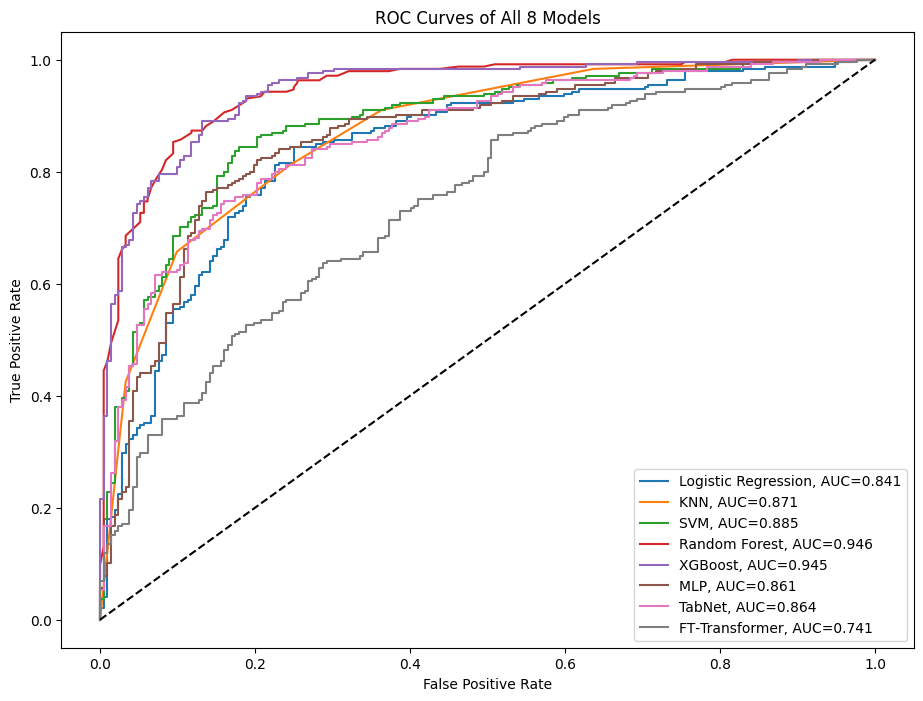 ROC Curves of All 8 Models
True Positive Rate
1.0
0.8
0.6
0.4
0.2
0.0
0.0 0.2 0.4 0.6 0.8 1.0
False Positive Rate
Logistic Regression, AUC=0.841
KNN, AUC=0.871
SVM, AUC=0.885
Random Forest, AUC=0.946
XGBoost, AUC=0.945
MLP, AUC=0.861
TabNet, AUC=0.864
FT-Transformer, AUC=0.741